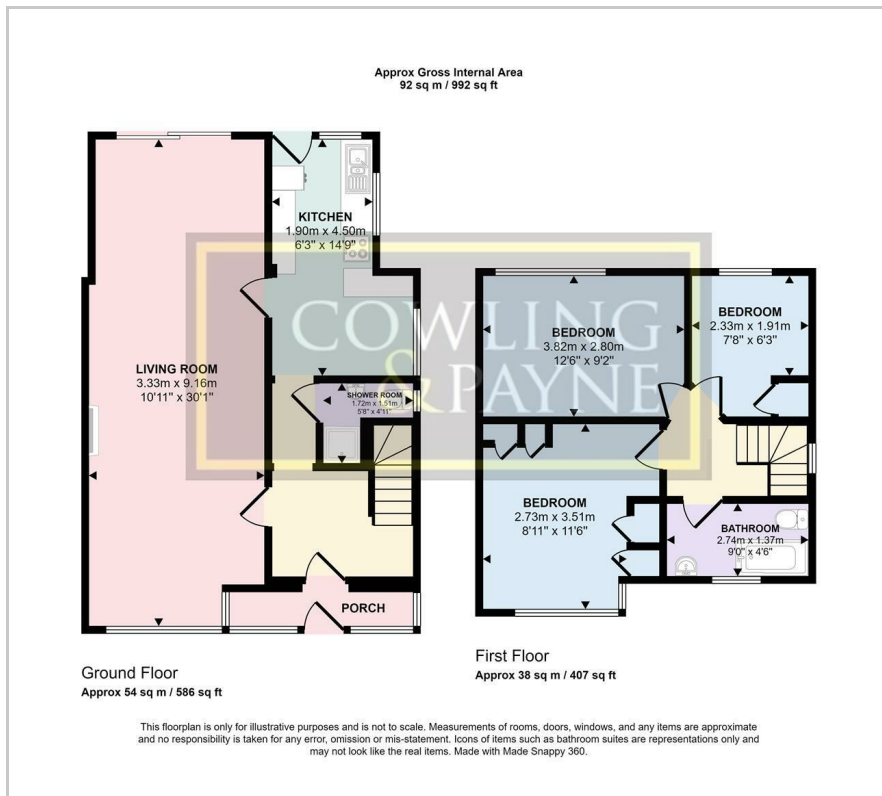 Approx Gross Internal Area
92 sq m / 992 sq ft
KITCHEN
1.90m x 4.50m
6'3" x 14'9"
LIVING ROOM
3.33m x 9.16m
10'11" x 30'1"
SHOWER ROOM
1.72m x 1.51m
5'8" x 4'11"
PORCH
BEDROOM
3.82m x 2.80m
12'6" x 9'2"
BEDROOM
2.33m x 1.91m
7'8" x 6'3"
BEDROOM
2.73m x 3.51m
8'11" x 11'6"
BATHROOM
2.74m x 1.37m
9'0" x 4'6"
COWLING
& PAYNE
Ground Floor
Approx 54 sq m / 586 sq ft
First Floor
Approx 38 sq m / 407 sq ft
This floorplan is only for illustrative purposes and is not to scale. Measurements of rooms, doors, windows, and any items are approximate
and no responsibility is taken for any error, omission or mis-statement. Icons of items such as bathroom suites are representations only and
may not look like the real items. Made with Made Snappy 360.